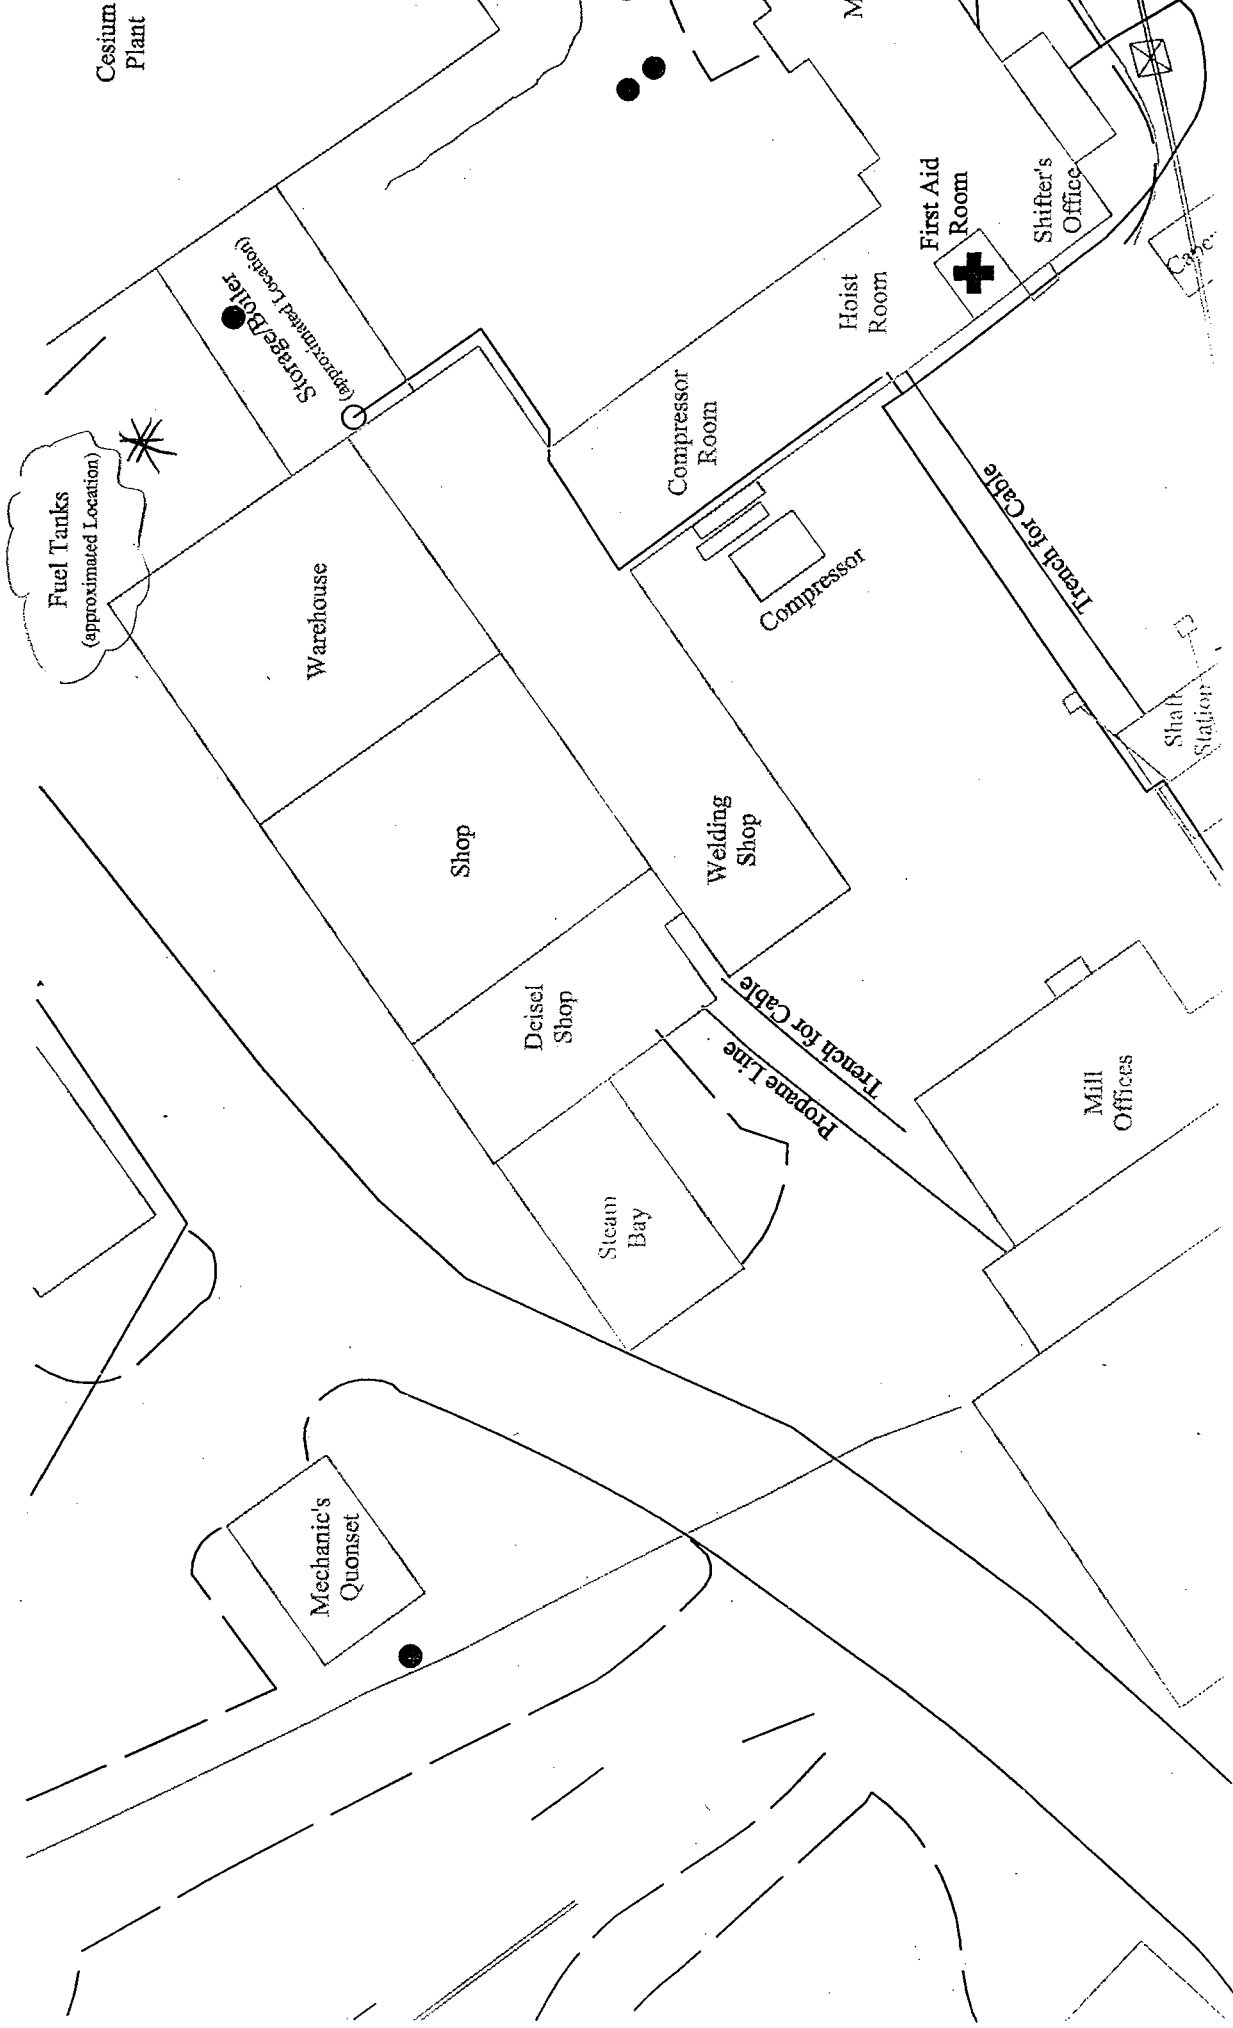 Cesium
Plant
Fuel Tanks
(approximated Location)
Storage/Boiler
(approximated Location)
Warehouse
Shop
Deisel
Shop
Steam
Bay
Mechanic's
Quonset
Welding
Shop
Compressor
Room
Compressor
Hoist
Room
First Aid
Room
Shifter's
Office
M
Trench for Cable
Trench for Cable
Propane Line
Shaft
Station
Mill
Offices